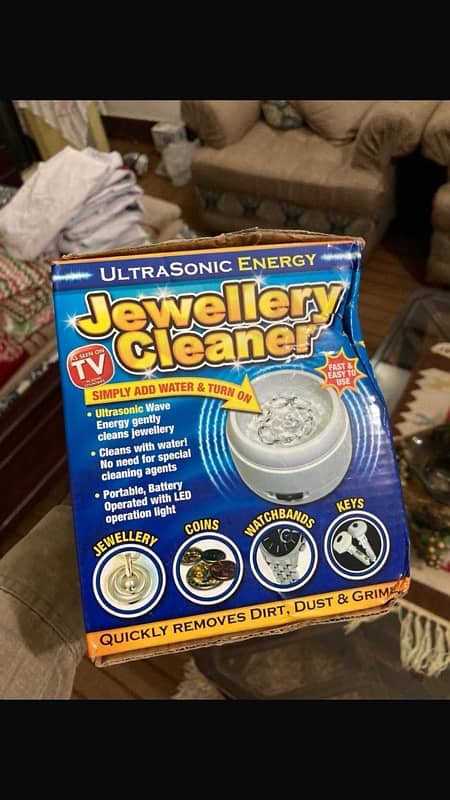 UltraSonic Energy
Jewellery
Cleaner
AS SEEN ON
TV
SIMPLY ADD WATER & TURN ON
FAST &
EASY TO
USE
• Ultrasonic Wave
Energy gently
cleans jewellery
• Cleans with water!
No need for special
cleaning agents
• Portable, Battery
Operated with LED
operation light
JEWELLERY
COINS
WATCHBANDS
KEYS
Quickly removes Dirt, Dust & Grime